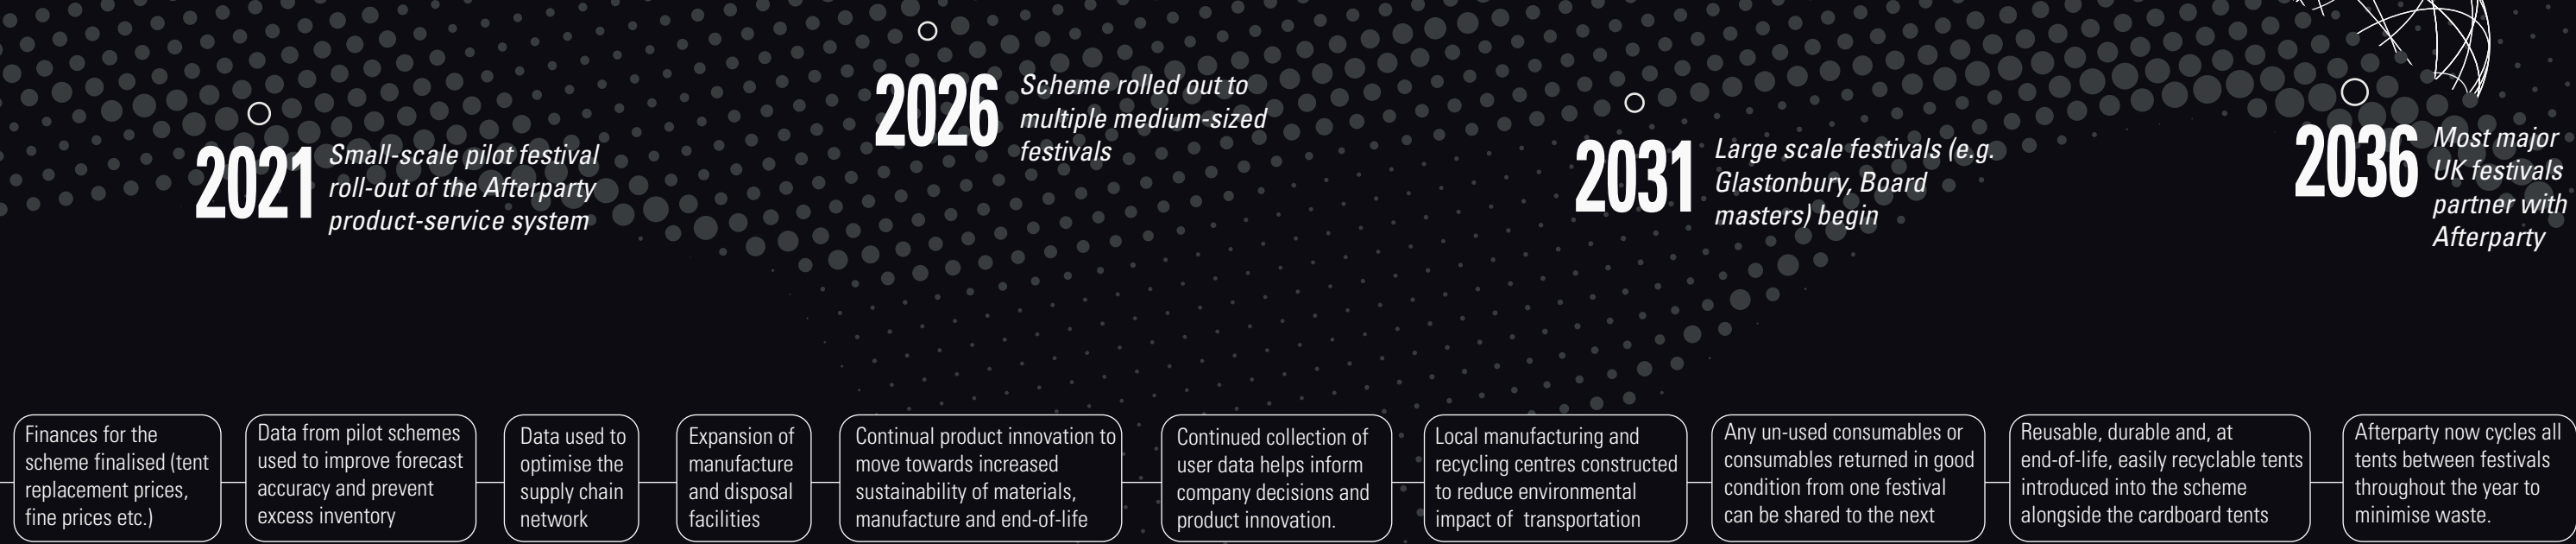 2021
Small-scale pilot festival
roll-out of the Afterparty
product-service system
2026
Scheme rolled out to
multiple medium-sized
festivals
2031
Large scale festivals (e.g.
Glastonbury, Board
masters) begin
2036
Most major
UK festivals
partner with
Afterparty
Finances for the
scheme finalised (tent
replacement prices,
fine prices etc.)
Data from pilot schemes
used to improve forecast
accuracy and prevent
excess inventory
Data used to
optimise the
supply chain
network
Expansion of
manufacture
and disposal
facilities
Continual product innovation to
move towards increased
sustainability of materials,
manufacture and end-of-life
Continued collection of
user data helps inform
company decisions and
product innovation.
Local manufacturing and
recycling centres constructed
to reduce environmental
impact of  transportation
Any un-used consumables or
consumables returned in good
condition from one festival
can be shared to the next
Reusable, durable and, at
end-of-life, easily recyclable tents
introduced into the scheme
alongside the cardboard tents
Afterparty now cycles all
tents between festivals
throughout the year to
minimise waste.